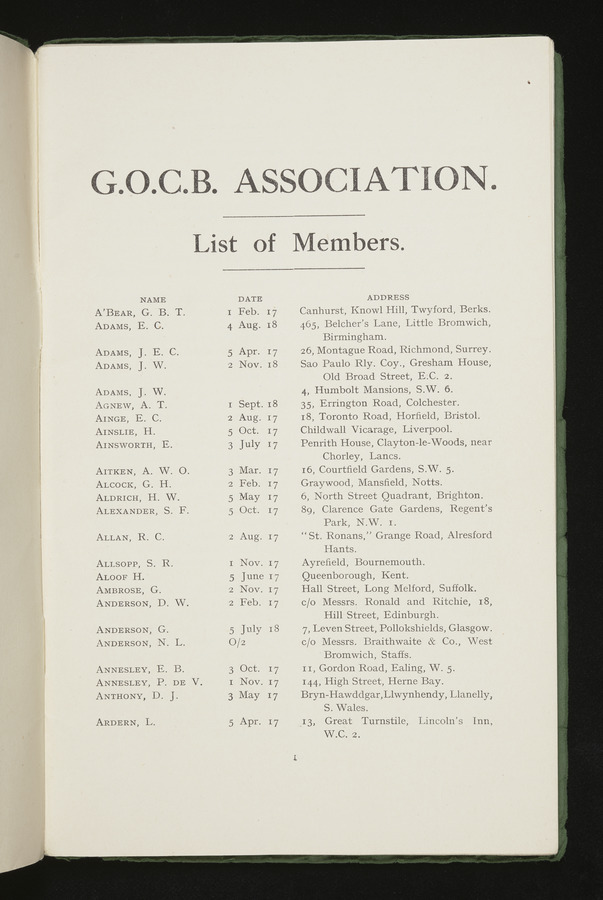 G.O.C.B. ASSOCIATION.
List of Members.
NAME DATE ADDRESS
A'BEAR, G. B. T. 1 Feb. 17 Canhurst, Knowl Hill, Twyford, Berks.
ADAMS, E. C. 4 Aug. 18 465, Belcher's Lane, Little Bromwich,
Birmingham.
ADAMS, J. E. C. 5 Apr. 17 26, Montague Road, Richmond, Surrey.
ADAMS, J. W. 2 Nov. 18 Sao Paulo Rly. Coy., Gresham House,
Old Broad Street, E.C. 2.
ADAMS, J. W. 4, Humbolt Mansions, S.W. 6.
AGNEW, A. T. 1 Sept. 18 35, Errington Road, Colchester.
AINGE, E. C. 2 Aug. 17 18, Toronto Road, Horfield, Bristol.
AINSLIE, H. 5 Oct. 17 Childwall Vicarage, Liverpool.
AINSWORTH, E. 3 July 17 Penrith House, Clayton-le-Woods, near
Chorley, Lancs.
AITKEN, A. W. O. 3 Mar. 17 16, Courtfield Gardens, S.W. 5.
ALCOCK, G. H. 2 Feb. 17 Graywood, Mansfield, Notts.
ALDRICH, H. W. 5 May 17 6, North Street Quadrant, Brighton.
ALEXANDER, S. F. 5 Oct. 17 89, Clarence Gate Gardens, Regent's
Park, N.W. 1.
ALLAN, R. C. 2 Aug. 17 "St. Ronans," Grange Road, Alresford
Hants.
ALLSOPP, S. R. 1 Nov. 17 Ayrefield, Bournemouth.
ALOOF H. 5 June 17 Queenborough, Kent.
AMBROSE, G. 2 Nov. 17 Hall Street, Long Melford, Suffolk.
ANDERSON, D. W. 2 Feb. 17 c/o Messrs. Ronald and Ritchie, 18,
Hill Street, Edinburgh.
ANDERSON, G. 5 July 18 7, Leven Street, Pollokshields, Glasgow.
ANDERSON, N. L. O/2 c/o Messrs. Braithwaite & Co., West
Bromwich, Staffs.
ANNESLEY, E. B. 3 Oct. 17 11, Gordon Road, Ealing, W. 5.
ANNESLEY, P. DE V. 1 Nov. 17 144, High Street, Herne Bay.
ANTHONY, D. J. 3 May 17 Bryn-Hawddgar, Llwynhendy, Llanelly,
S. Wales.
ARDERN, L. 5 Apr. 17 13, Great Turnstile, Lincoln's Inn,
W.C. 2.
1